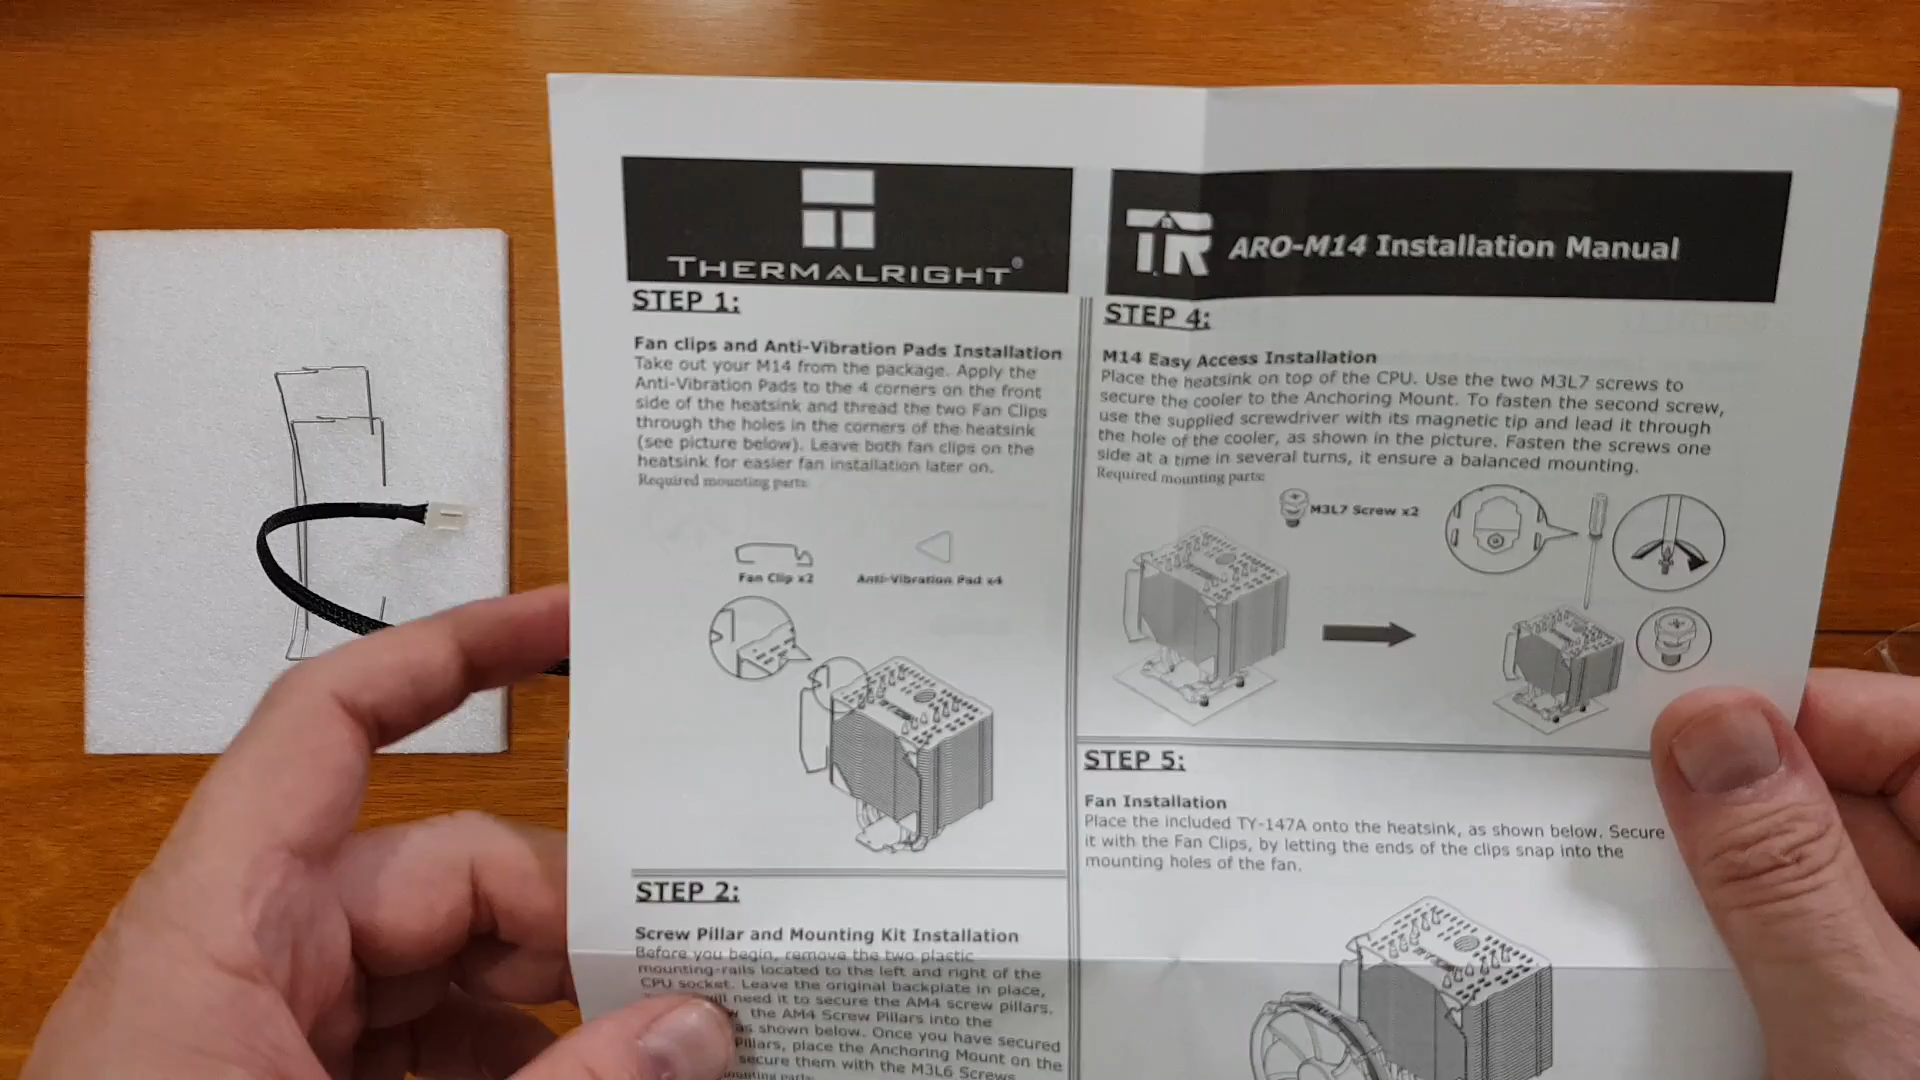 THERMALRIGHT®
TR ARO-M14 Installation Manual
STEP 1:
Fan clips and Anti-Vibration Pads Installation
Take out your M14 from the package. Apply the
Anti-Vibration Pads to the 4 corners on the front
side of the heatsink and thread the two Fan Clips
through the holes in the corners of the heatsink
(see picture below). Leave both fan clips on the
heatsink for easier fan installation later on.
Required mounting parts:
Fan Clip x2
Anti-Vibration Pad x4
STEP 2:
Screw Pillar and Mounting Kit Installation
Before you begin, remove the two plastic
mounting-rails located to the left and right of the
CPU socket. Leave the original backplate in place,
will need it to secure the AM4 screw pillars.
the AM4 Screw Pillars into the
as shown below. Once you have secured
Pillars, place the Anchoring Mount on the
secure them with the M3L6 Screws
mounting parts:
STEP 4:
M14 Easy Access Installation
Place the heatsink on top of the CPU. Use the two M3L7 screws to
secure the cooler to the Anchoring Mount. To fasten the second screw,
use the supplied screwdriver with its magnetic tip and lead it through
the hole of the cooler, as shown in the picture. Fasten the screws one
side at a time in several turns, it ensure a balanced mounting.
Required mounting parts:
M3L7 Screw x2
STEP 5:
Fan Installation
Place the included TY-147A onto the heatsink, as shown below. Secure
it with the Fan Clips, by letting the ends of the clips snap into the
mounting holes of the fan.